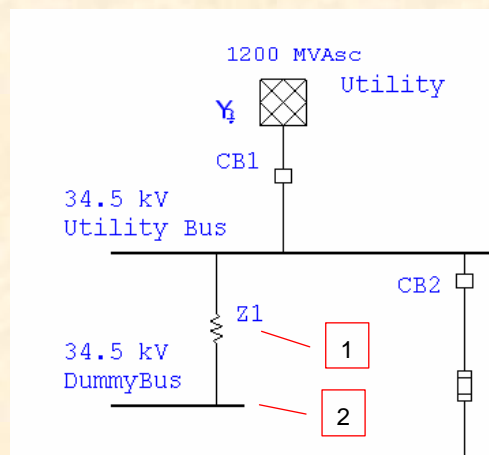 1200 MVAsc
Utility
CB1
34.5 kV
Utility Bus
CB2
Z1
1
34.5 kV
DummyBus
2